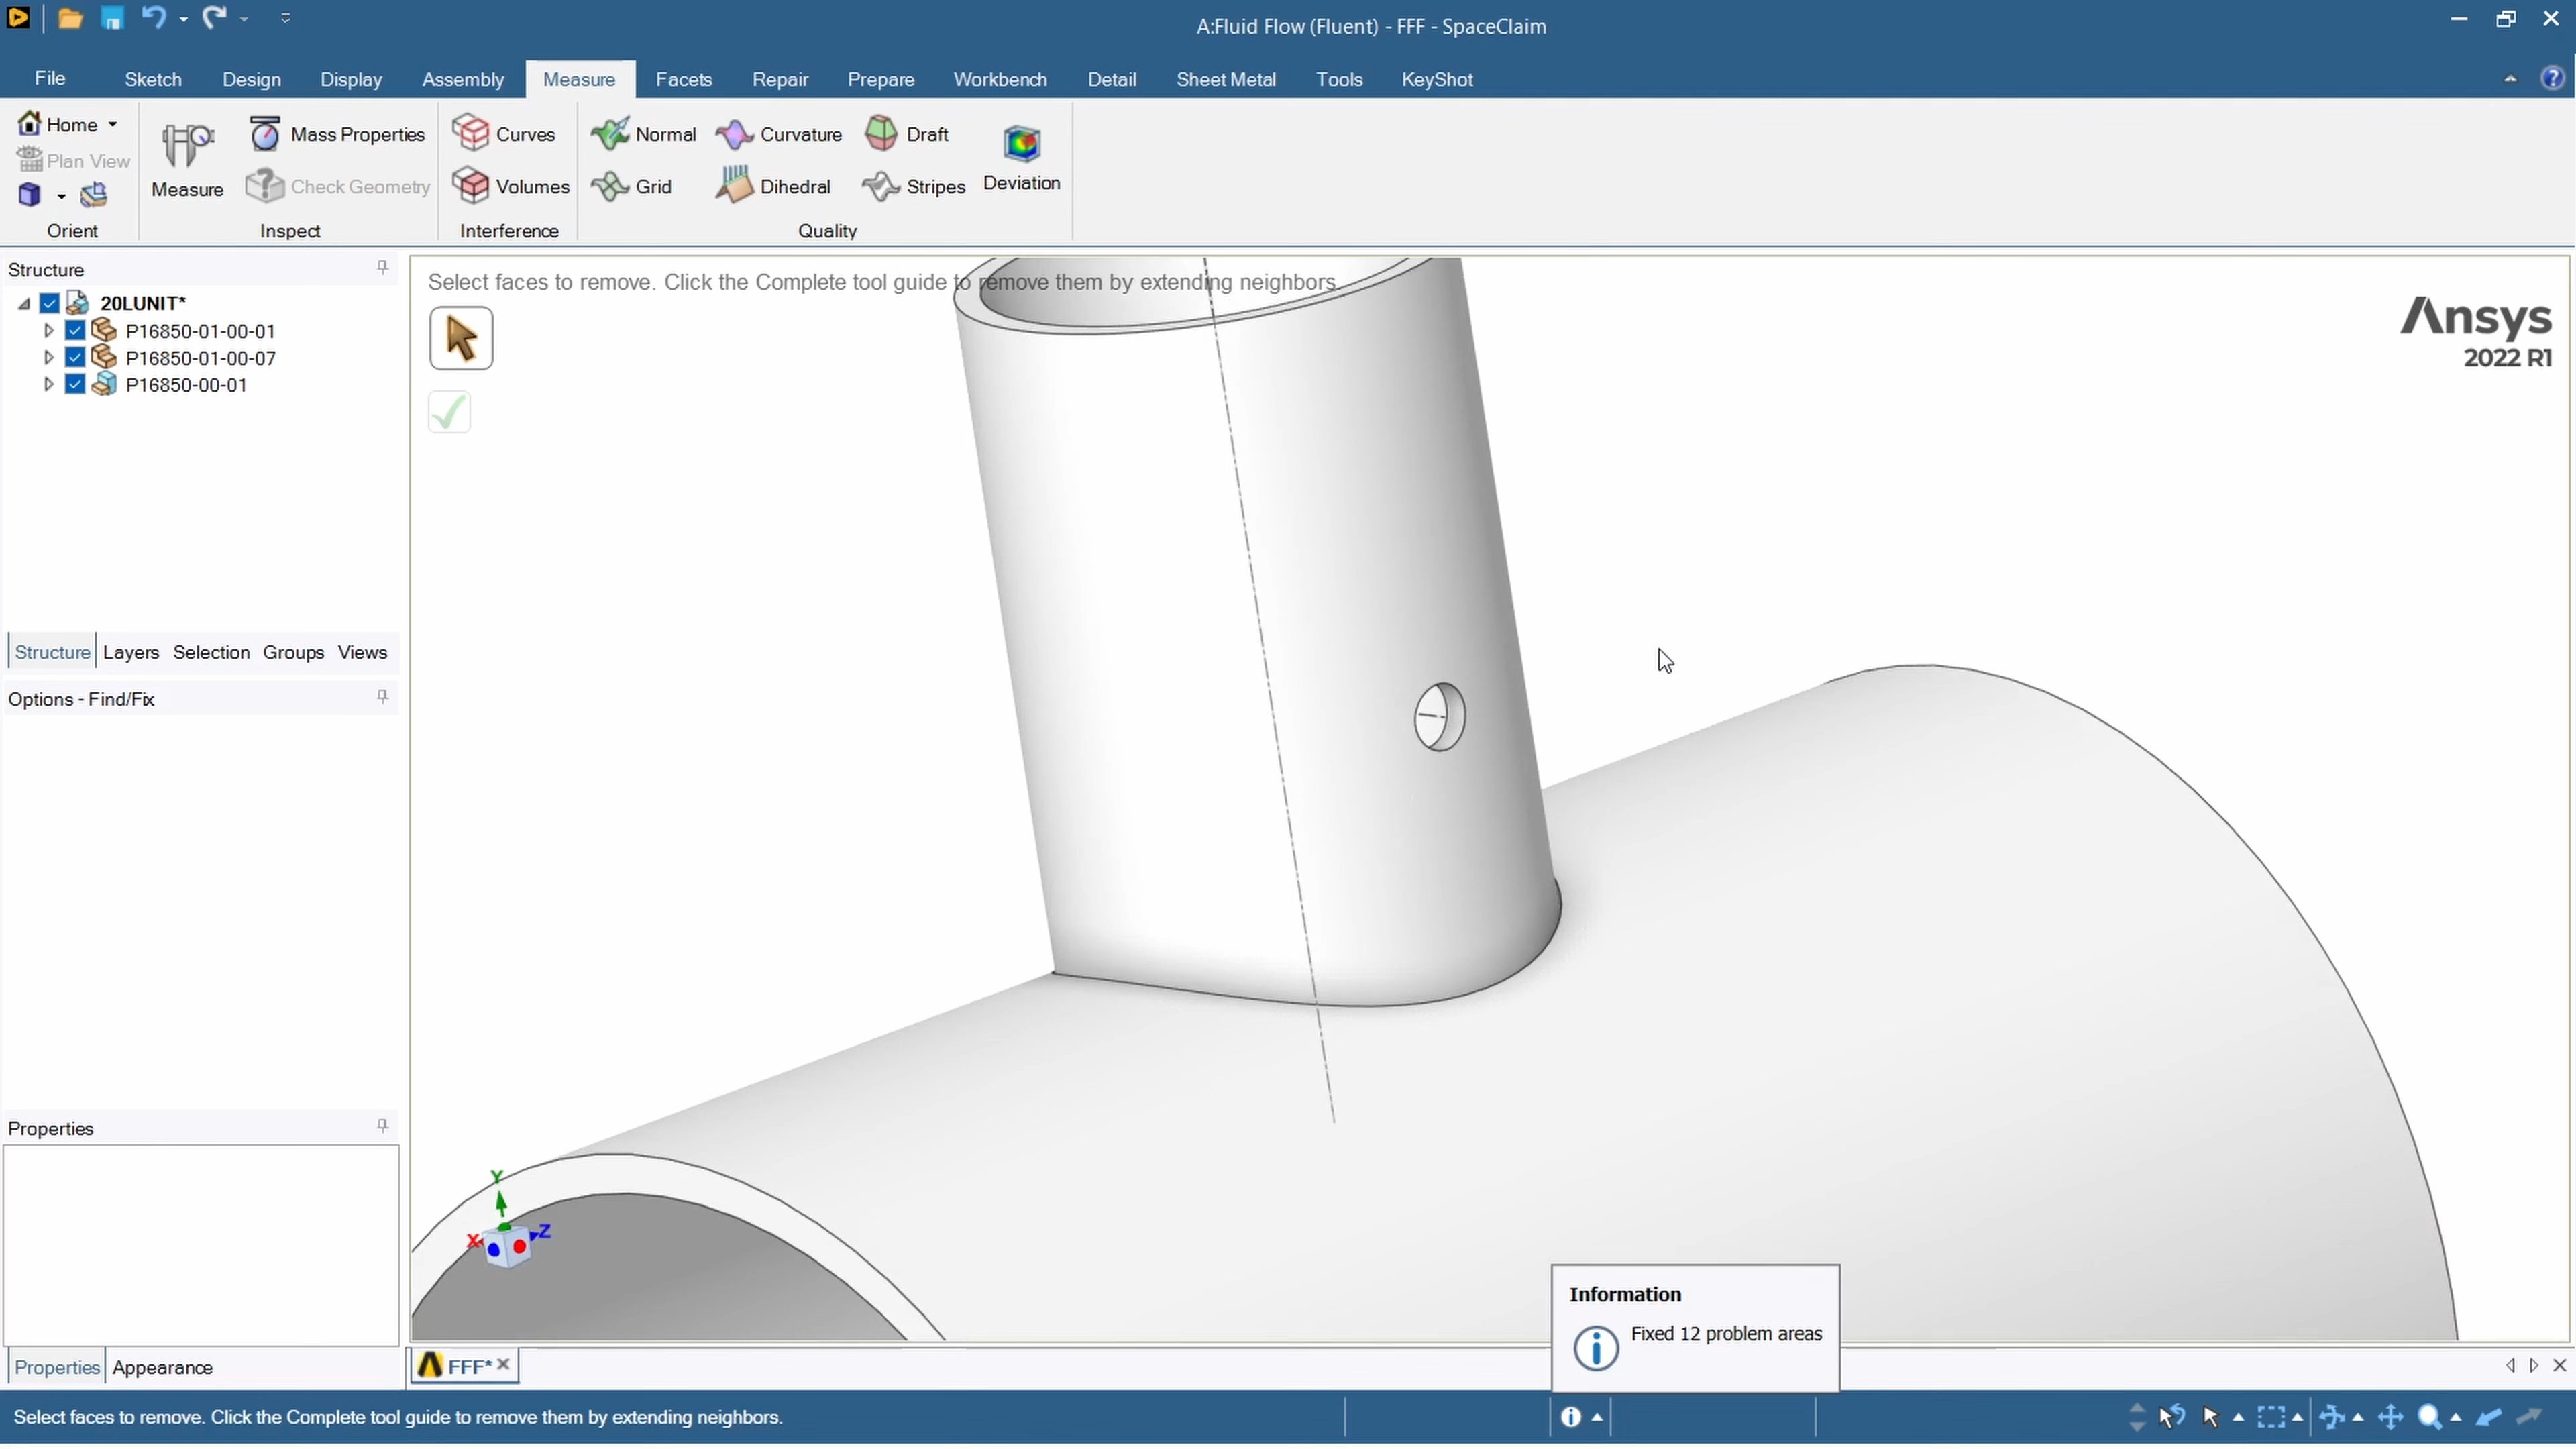 A:Fluid Flow (Fluent) - FFF - SpaceClaim
File Sketch Design Display Assembly Measure Facets Repair Prepare Workbench Detail Sheet Metal Tools KeyShot
Home
Plan View
Orient
Measure
Mass Properties
Check Geometry
Inspect
Curves
Volumes
Interference
Normal Curvature Draft
Grid Dihedral Stripes
Deviation
Quality
Structure
20LUNIT*
P16850-01-00-01
P16850-01-00-07
P16850-00-01
Structure Layers Selection Groups Views
Options - Find/Fix
Properties
Properties Appearance
Select faces to remove. Click the Complete tool guide to remove them by extending neighbors.
Ansys
2022 R1
Y
X
Z
Information
Fixed 12 problem areas
FFF*
Select faces to remove. Click the Complete tool guide to remove them by extending neighbors.